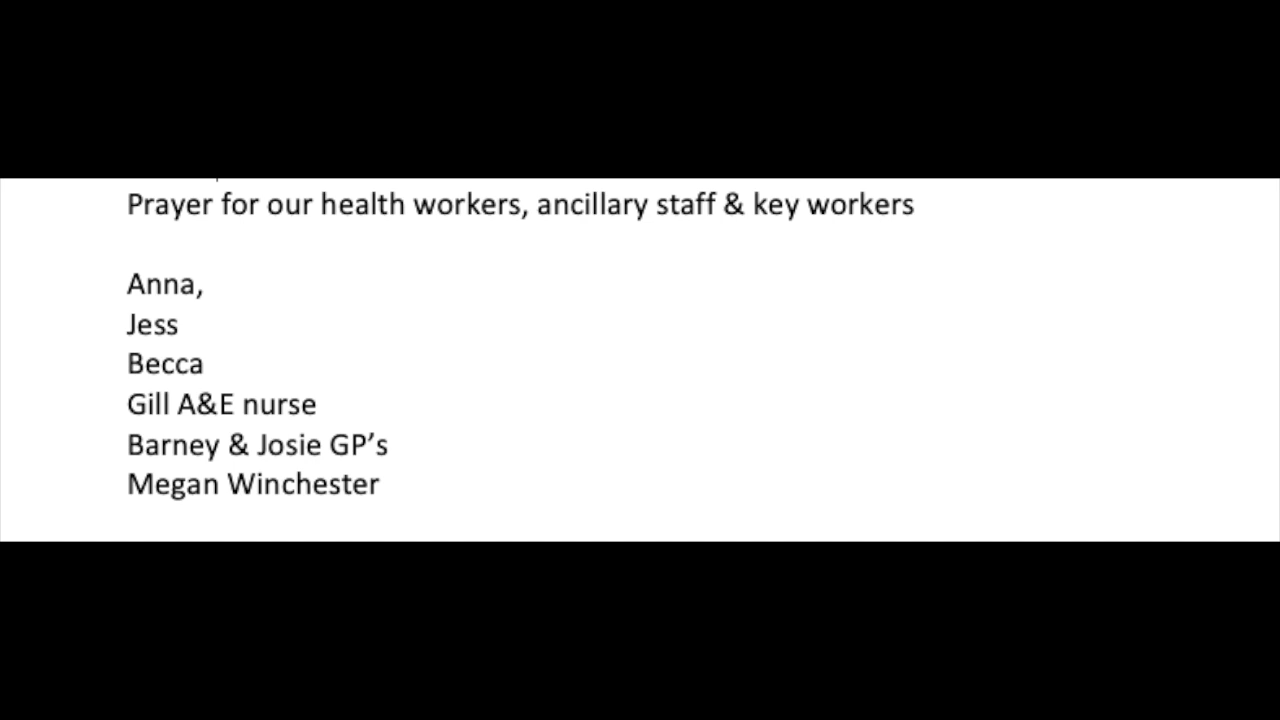 Prayer for our health workers, ancillary staff & key workers
Anna,
Jess
Becca
Gill A&E nurse
Barney & Josie GP’s
Megan Winchester